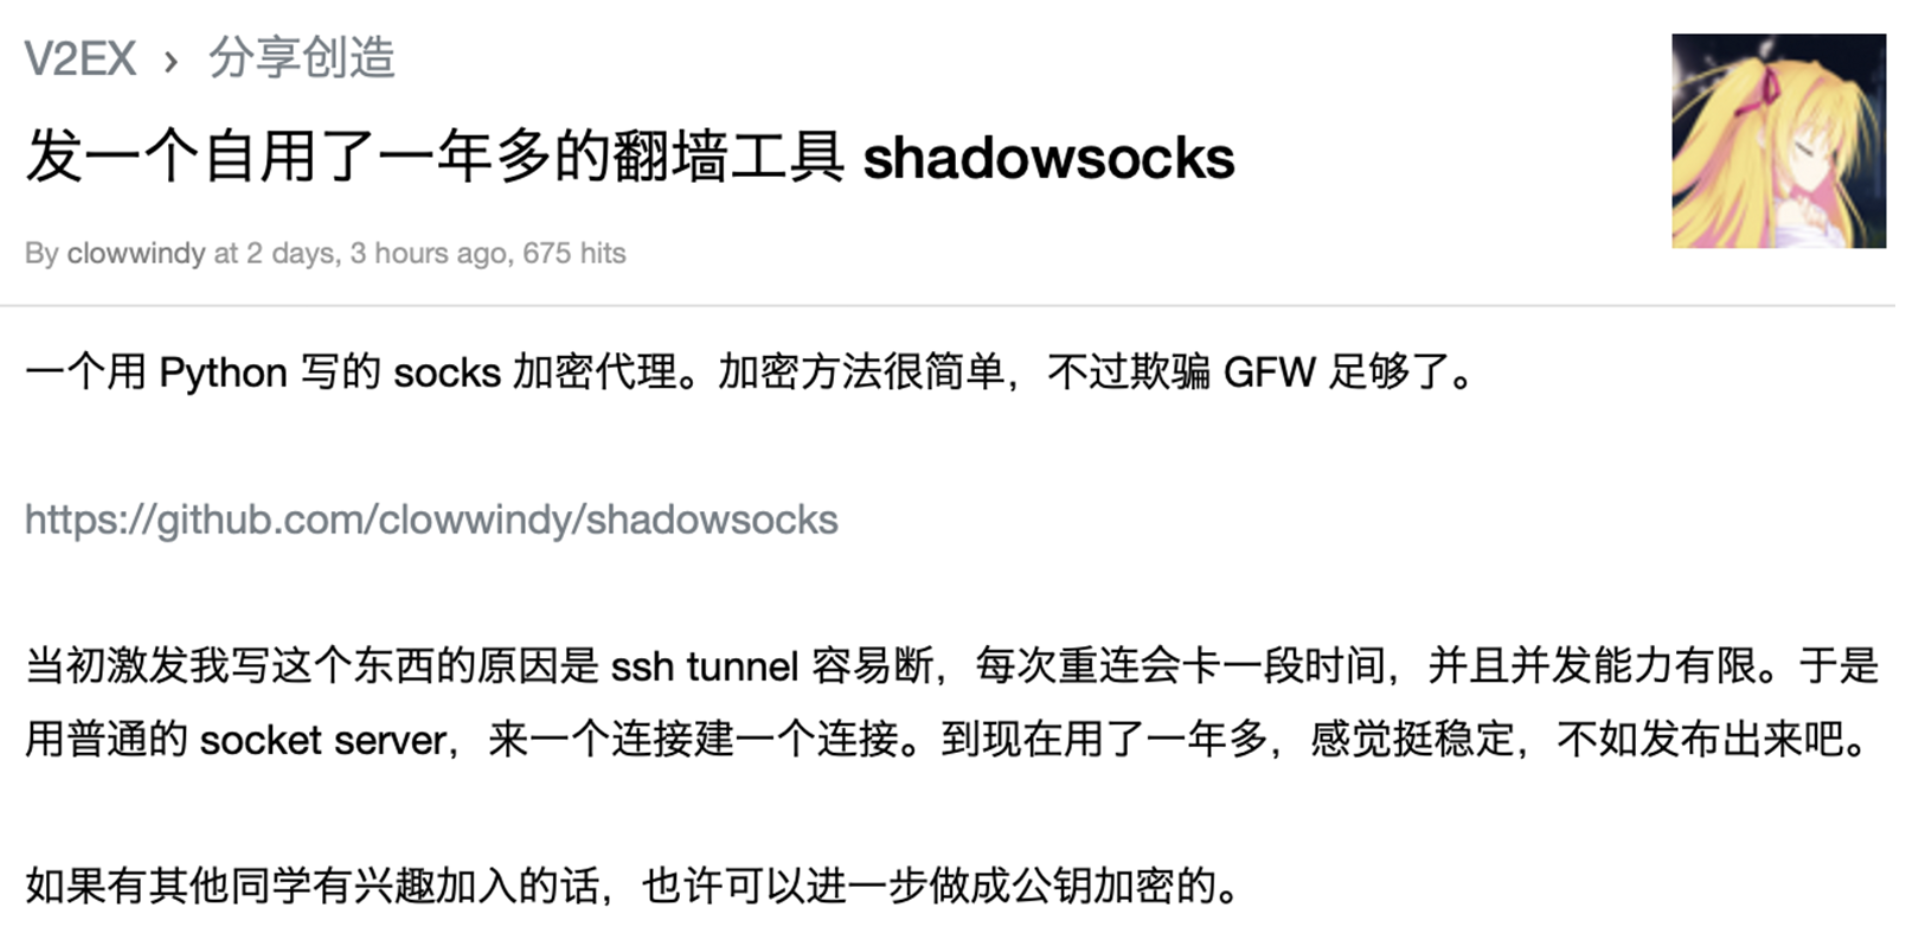 V2EX › 分享创造
发一个自用了一年多的翻墙工具 shadowsocks
By clowwindy at 2 days, 3 hours ago, 675 hits
一个用 Python 写的 socks 加密代理。加密方法很简单，不过欺骗 GFW 足够了。
https://github.com/clowwindy/shadowsocks
当初激发我写这个东西的原因是 ssh tunnel 容易断，每次重连会卡一段时间，并且并发能力有限。于是
用普通的 socket server，来一个连接建一个连接。到现在用了一年多，感觉挺稳定，不如发布出来吧。
如果有其他同学有兴趣加入的话，也许可以进一步做成公钥加密的。